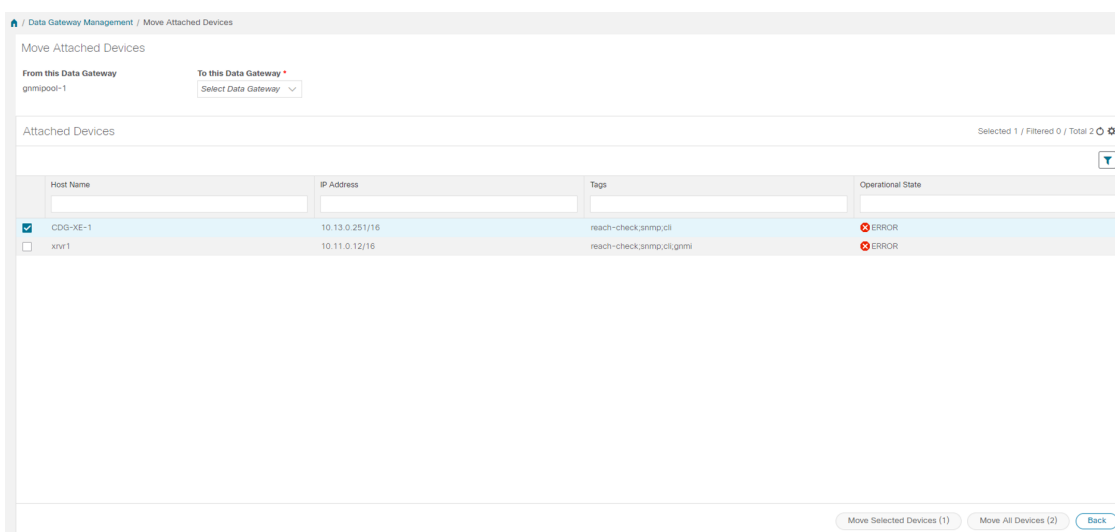 / Data Gateway Management / Move Attached Devices
Move Attached Devices
From this Data Gateway To this Data Gateway *
gnmipool-1 Select Data Gateway
Attached Devices Selected 1 / Filtered 0 / Total 2
Host Name IP Address Tags Operational State
CDG-XE-1 10.13.0.251/16 reach-check;snmp;cli ERROR
xrvr1 10.11.0.12/16 reach-check;snmp;cli;gnmi ERROR
Move Selected Devices (1) Move All Devices (2) Back